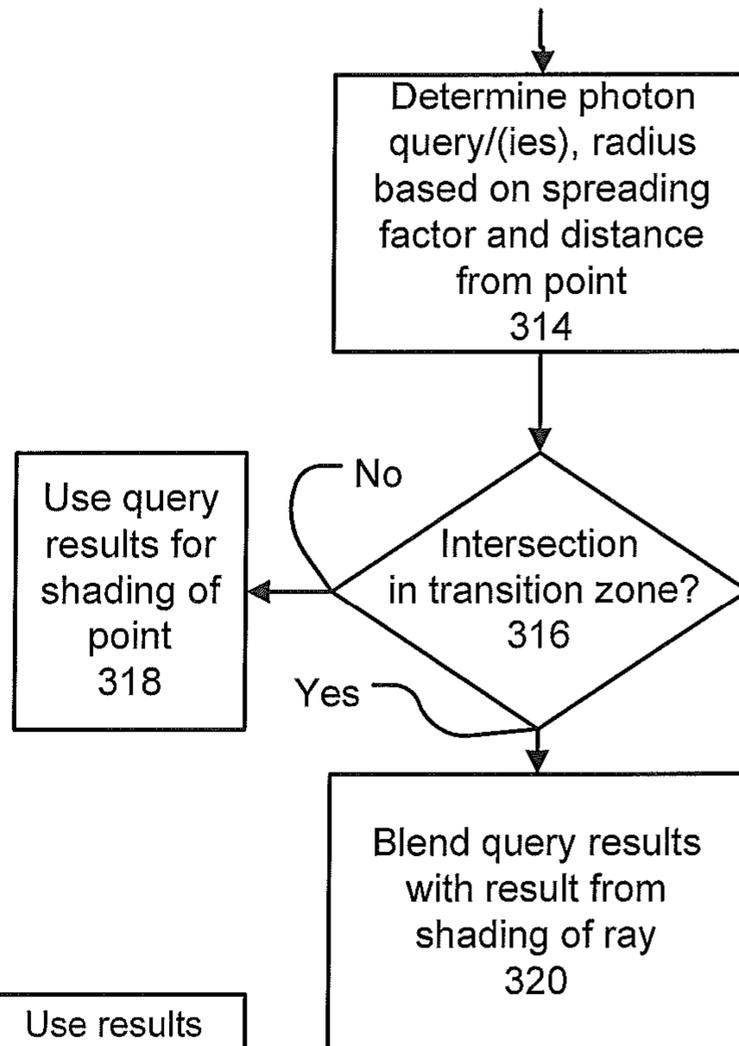 Determine photon
query/(ies), radius
based on spreading
factor and distance
from point
314
No
Use query
results for
shading of
point
318
Intersection
in transition zone?
316
Yes
Blend query results
with result from
shading of ray
320
Use results